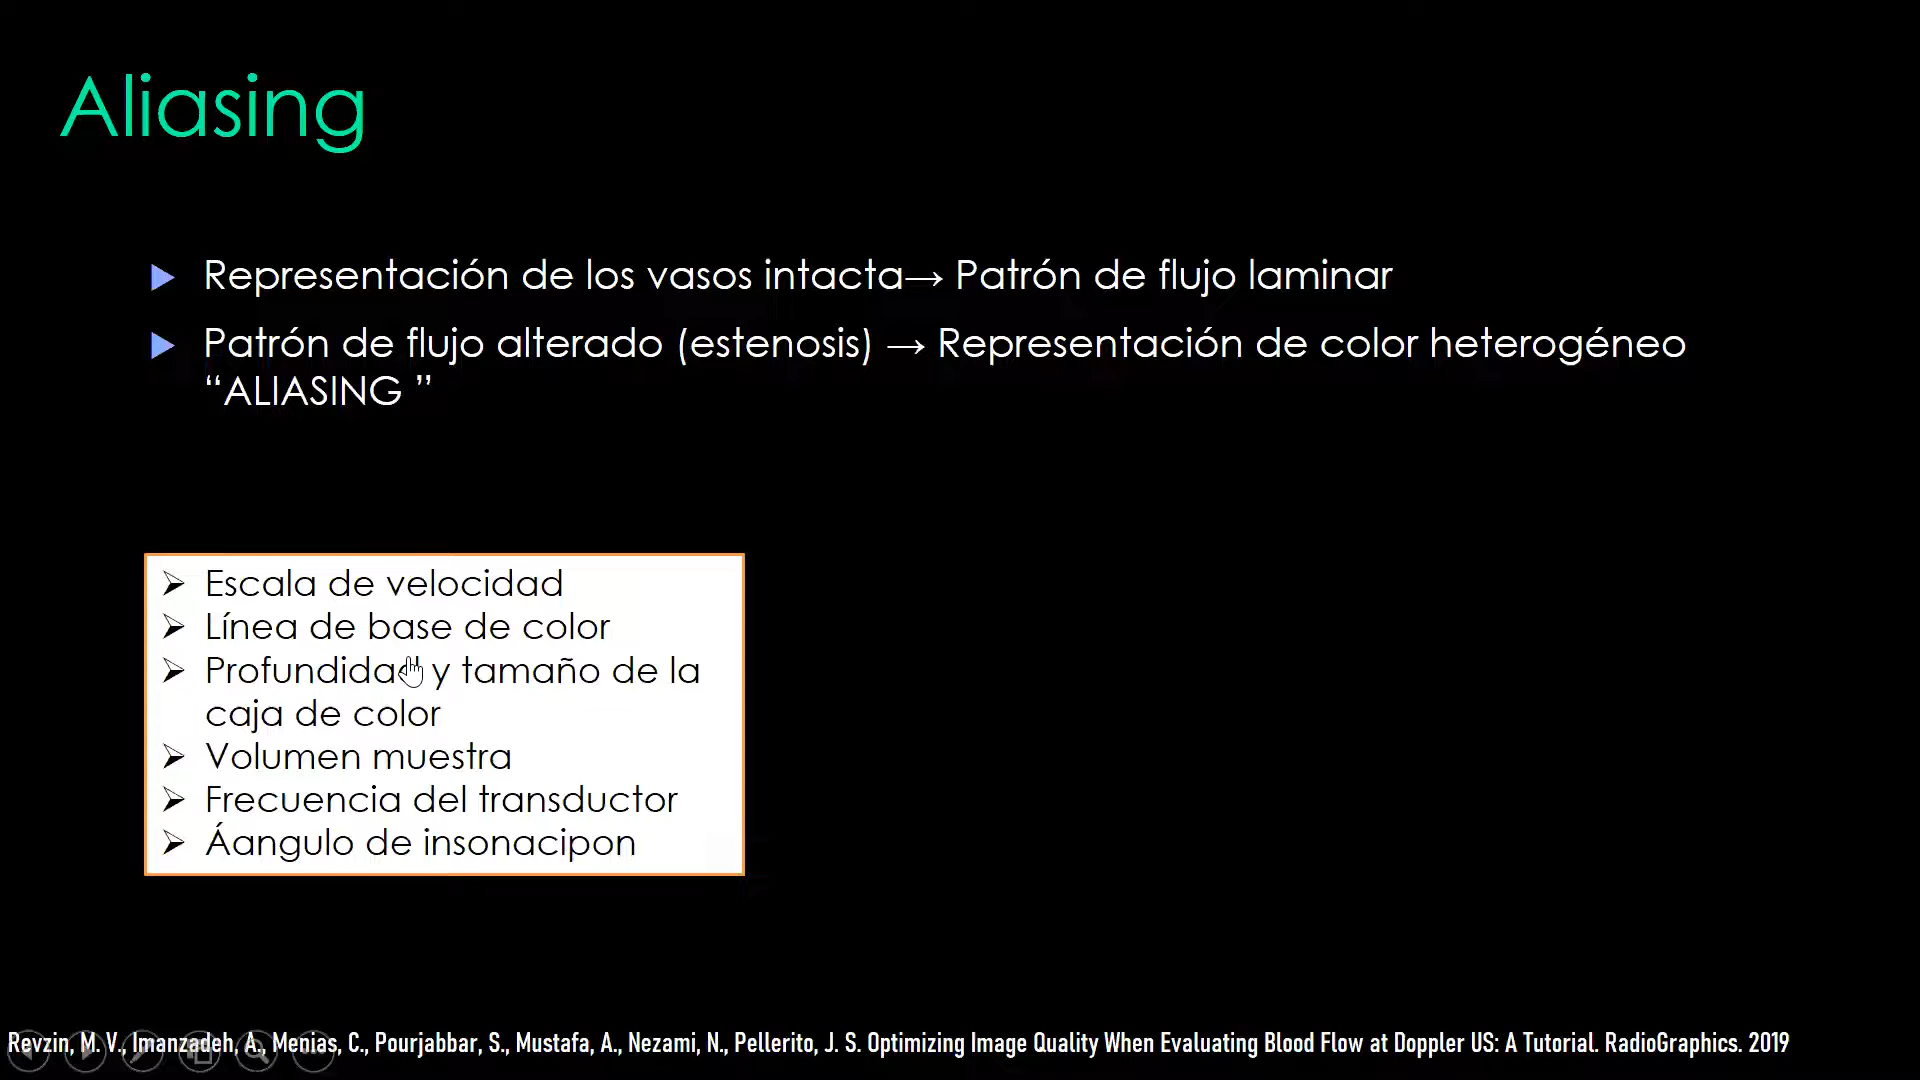 Aliasing
Representación de los vasos intacta→ Patrón de flujo laminar
Patrón de flujo alterado (estenosis) → Representación de color heterogéneo
“ALIASING ”
Escala de velocidad
Línea de base de color
Profundidad y tamaño de la
caja de color
Volumen muestra
Frecuencia del transductor
Áangulo de insonacipon
Revzin, M. V., Imanzadeh, A., Menias, C., Pourjabbar, S., Mustafa, A., Nezami, N., Pellerito, J. S. Optimizing Image Quality When Evaluating Blood Flow at Doppler US: A Tutorial. RadioGraphics. 2019